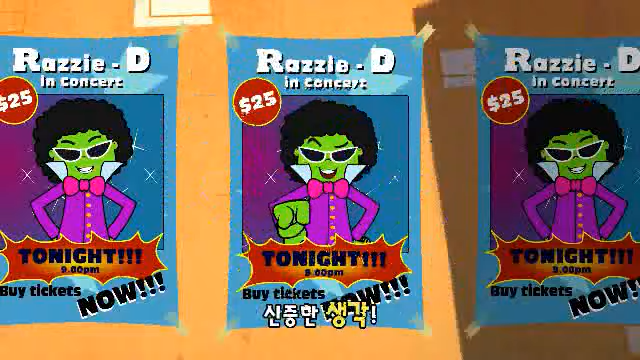 Razzie - D
in Concert
$25
TONIGHT!!!
9.00pm
Buy tickets
NOW!!!
Razzie - D
in Concert
$25
TONIGHT!!!
9.00pm
Buy tickets
NOW!!!
Razzie - D
in Concert
$25
TONIGHT!!!
9.00pm
Buy tickets
NOW!!!
신중한 생각!